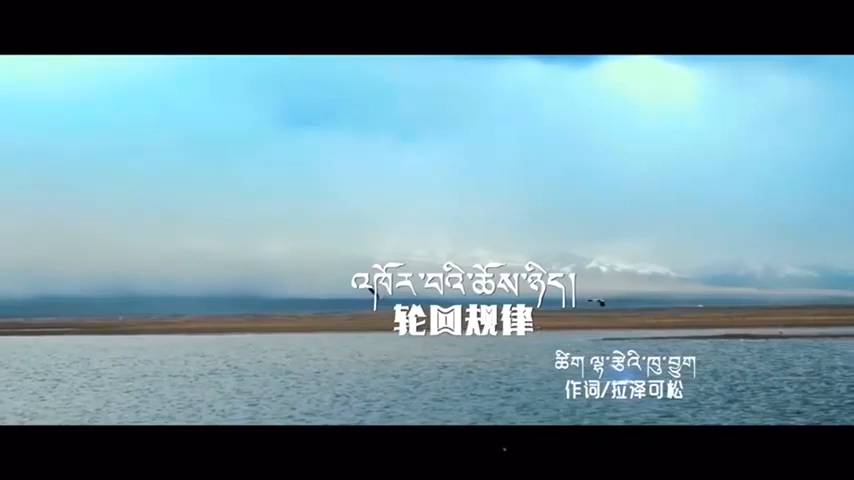 འཁོར་བའི་ཆོས་ཉིད།
轮回规律
ཚིག ལྷ་རྩེའི་ཁུ་བྱུག
作词/拉泽可松